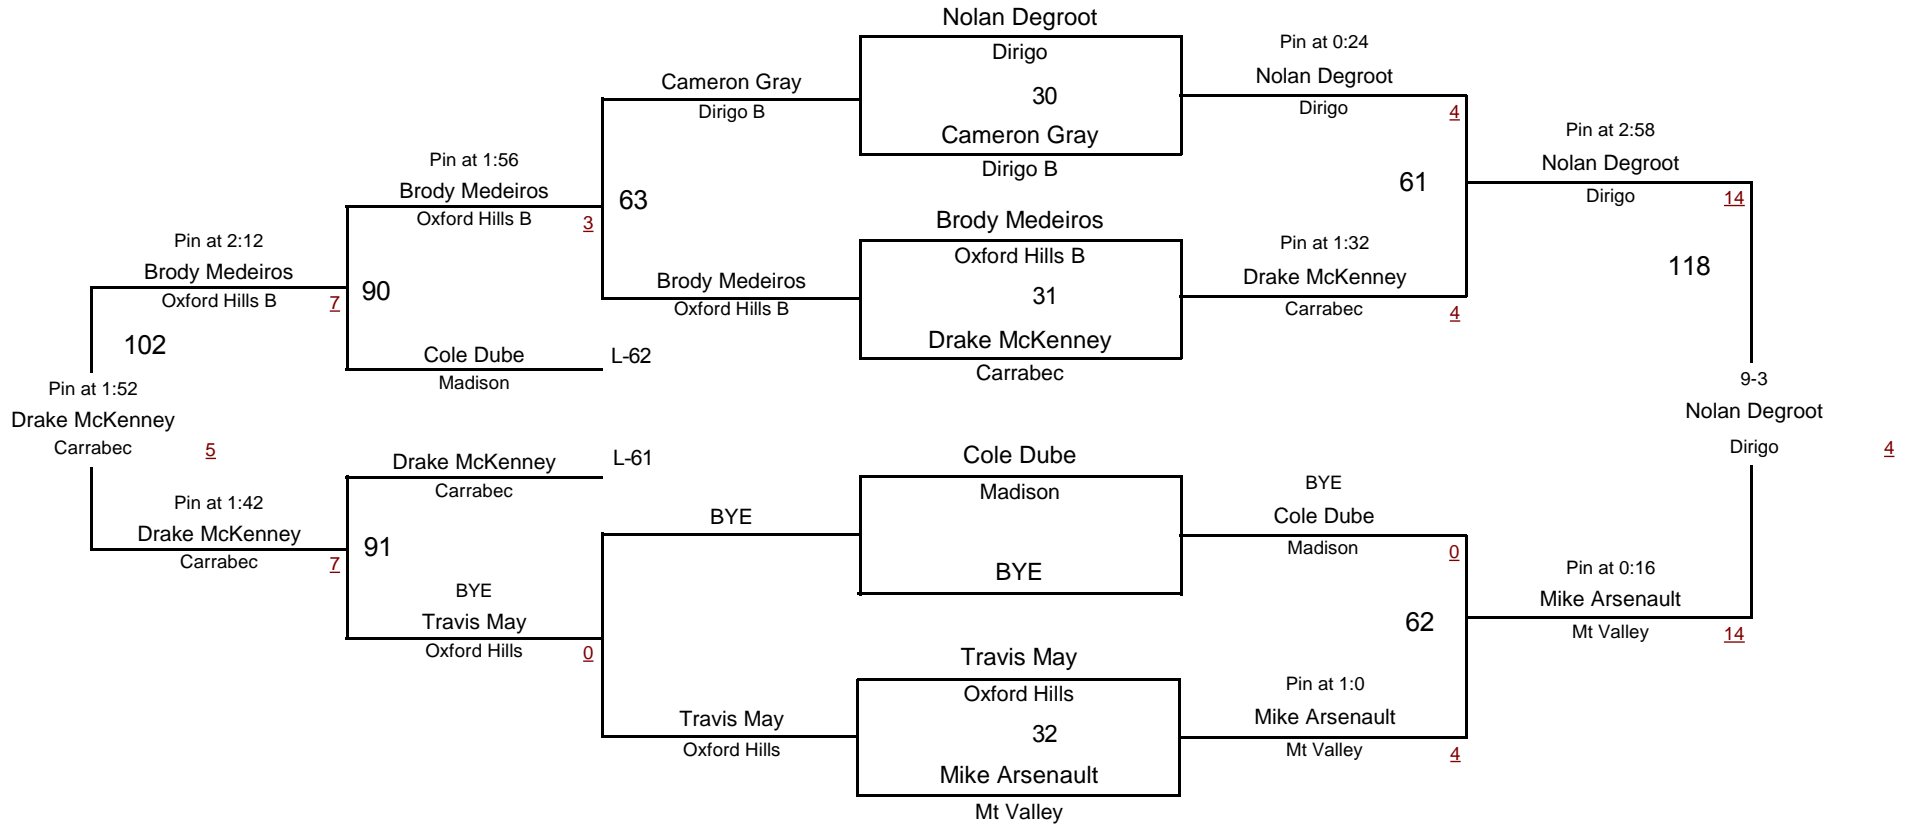 Nolan Degroot
Dirigo
30
Cameron Gray
Dirigo B
Brody Medeiros
Oxford Hills B
31
Drake McKenney
Carrabec
Cole Dube
Madison
BYE
Travis May
Oxford Hills
32
Mike Arsenault
Mt Valley
Pin at 0:24
Nolan Degroot
Dirigo
4
61
Pin at 1:32
Drake McKenney
Carrabec
4
BYE
Cole Dube
Madison
0
62
Pin at 1:0
Mike Arsenault
Mt Valley
4
Pin at 2:58
Nolan Degroot
Dirigo
14
118
9-3
Nolan Degroot
Dirigo
4
Pin at 0:16
Mike Arsenault
Mt Valley
14
Cameron Gray
Dirigo B
63
Brody Medeiros
Oxford Hills B
BYE
Travis May
Oxford Hills
Pin at 1:56
Brody Medeiros
Oxford Hills B
3
90
Cole Dube
L-62
Madison
Drake McKenney
L-61
Carrabec
91
BYE
Travis May
Oxford Hills
0
Pin at 2:12
Brody Medeiros
Oxford Hills B
7
102
Pin at 1:52
Drake McKenney
Carrabec
5
Pin at 1:42
Drake McKenney
Carrabec
7